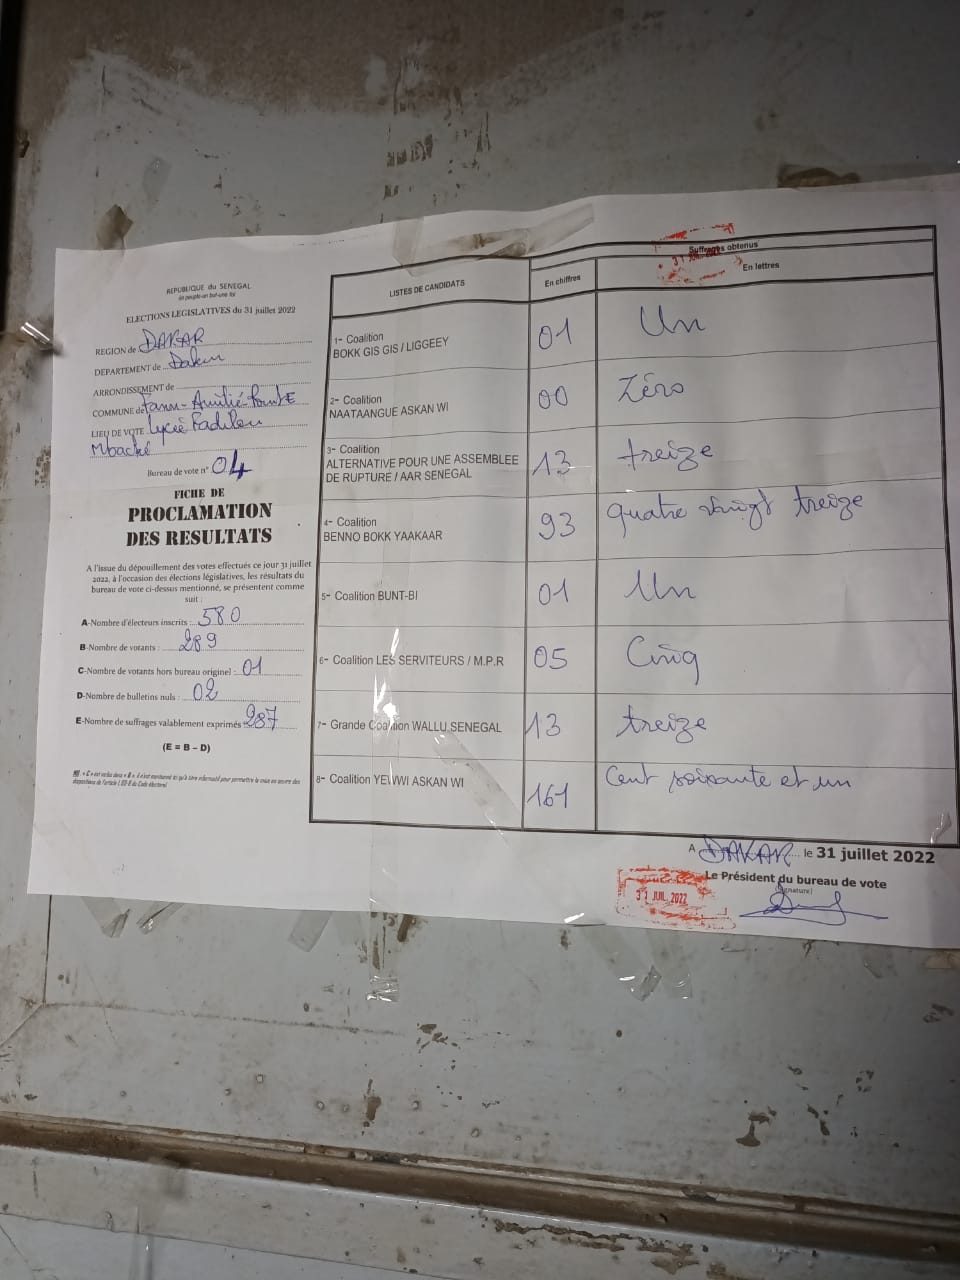 REPUBLIQUE du SENEGAL
un peuple-un but-une foi
ELECTIONS LEGISLATIVES du 31 juillet 2022
REGION de DAKAR
DEPARTEMENT de Dakar
ARRONDISSEMENT de
COMMUNE de Fann-
LIEU DE VOTE Lycée
Mbacké
Bureau de vote n° 04
FICHE DE
PROCLAMATION
DES RESULTATS
A l'issue du dépouillement des votes effectués ce jour 31 juillet
2022, à l'occasion des élections législatives, les résultats du
bureau de vote ci-dessus mentionné, se présentent comme
suit :
A-Nombre d'électeurs inscrits : 580
B-Nombre de votants : 289
C-Nombre de votants hors bureau originel : 01
D-Nombre de bulletins nuls : 02
E-Nombre de suffrages valablement exprimés 287
(E = B – D)
LISTES DE CANDIDATS
Suffrages obtenus
En chiffres
En lettres
31 JUIL 2022
1- Coalition
BOKK GIS GIS / LIGGEEY
01
Un
2- Coalition
NAATAANGUE ASKAN WI
00
Zéro
3- Coalition
ALTERNATIVE POUR UNE ASSEMBLEE
DE RUPTURE / AAR SENEGAL
13
treize
4- Coalition
BENNO BOKK YAAKAAR
93
quatre vingt treize
5- Coalition BUNT-BI
01
Un
6- Coalition LES SERVITEURS / M.P.R
05
Cinq
7- Grande Coalition WALLU SENEGAL
13
treize
8- Coalition YEWWI ASKAN WI
161
Cent soixante et un
A DAKAR le 31 juillet 2022
Le Président du bureau de vote
(signature)
31 JUIL 2022